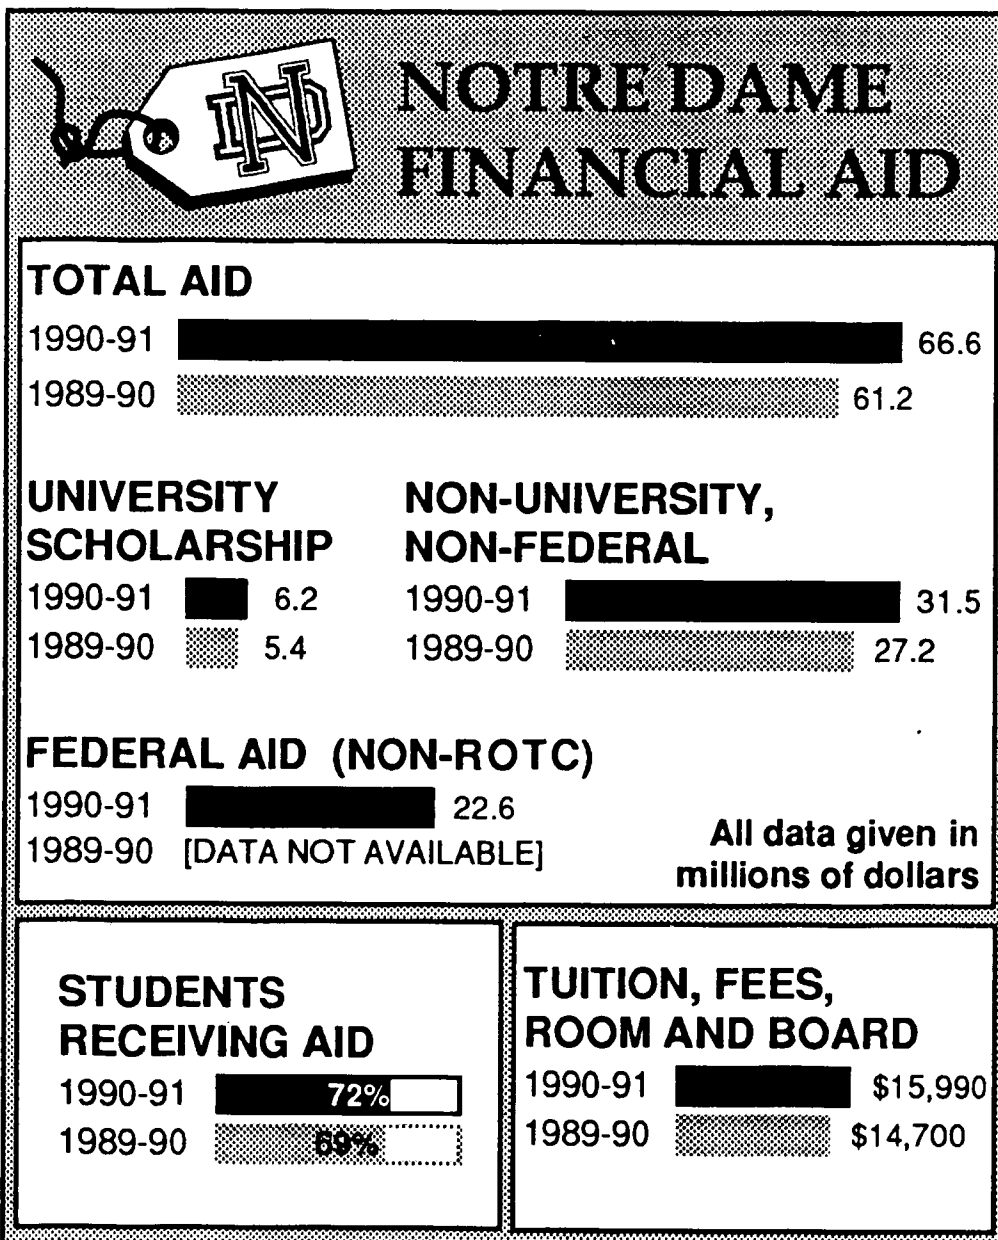 NOTRE DAME
FINANCIAL AID
TOTAL AID
1990-91 66.6
1989-90 61.2
UNIVERSITY
SCHOLARSHIP
1990-91 6.2
1989-90 5.4
NON-UNIVERSITY,
NON-FEDERAL
1990-91 31.5
1989-90 27.2
FEDERAL AID (NON-ROTC)
1990-91 22.6
1989-90 [DATA NOT AVAILABLE]
All data given in
millions of dollars
STUDENTS
RECEIVING AID
1990-91 72%
1989-90 69%
TUITION, FEES,
ROOM AND BOARD
1990-91 $15,990
1989-90 $14,700